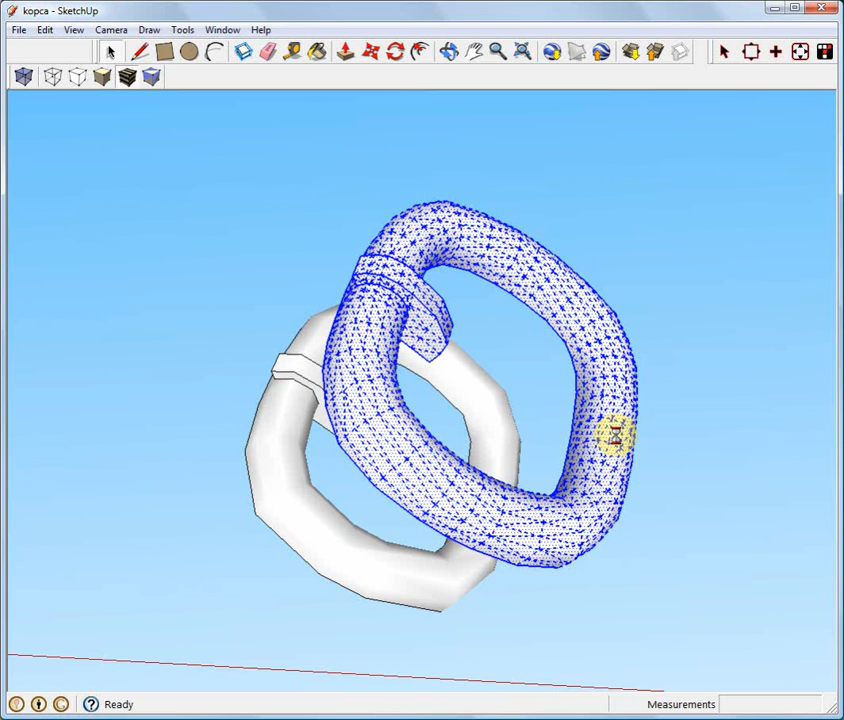 kopca - SketchUp
File Edit View Camera Draw Tools Window Help
Ready Measurements